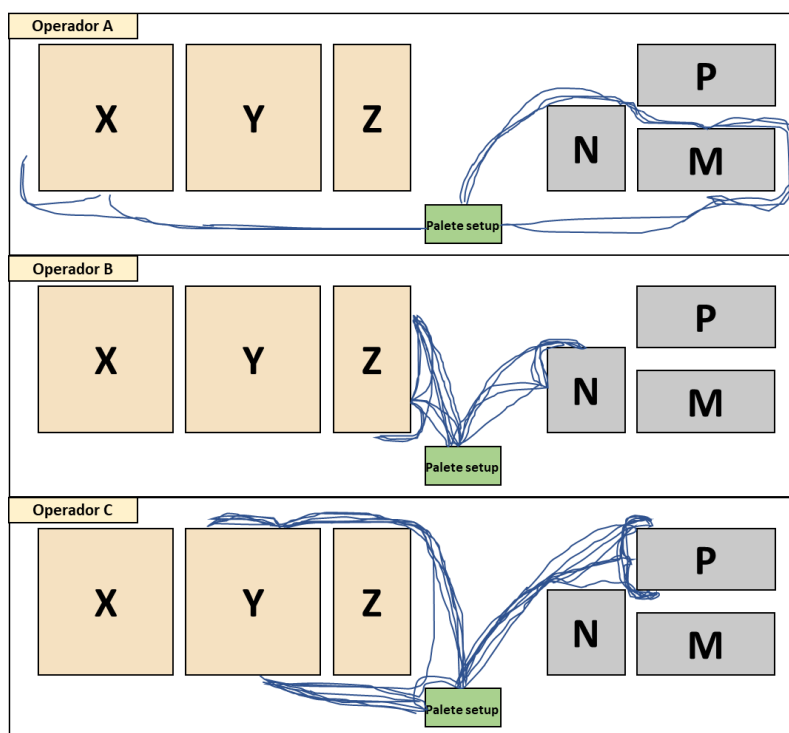 Operador A
X Y Z N P M
Palete setup
Operador B
X Y Z N P M
Palete setup
Operador C
X Y Z N P M
Palete setup